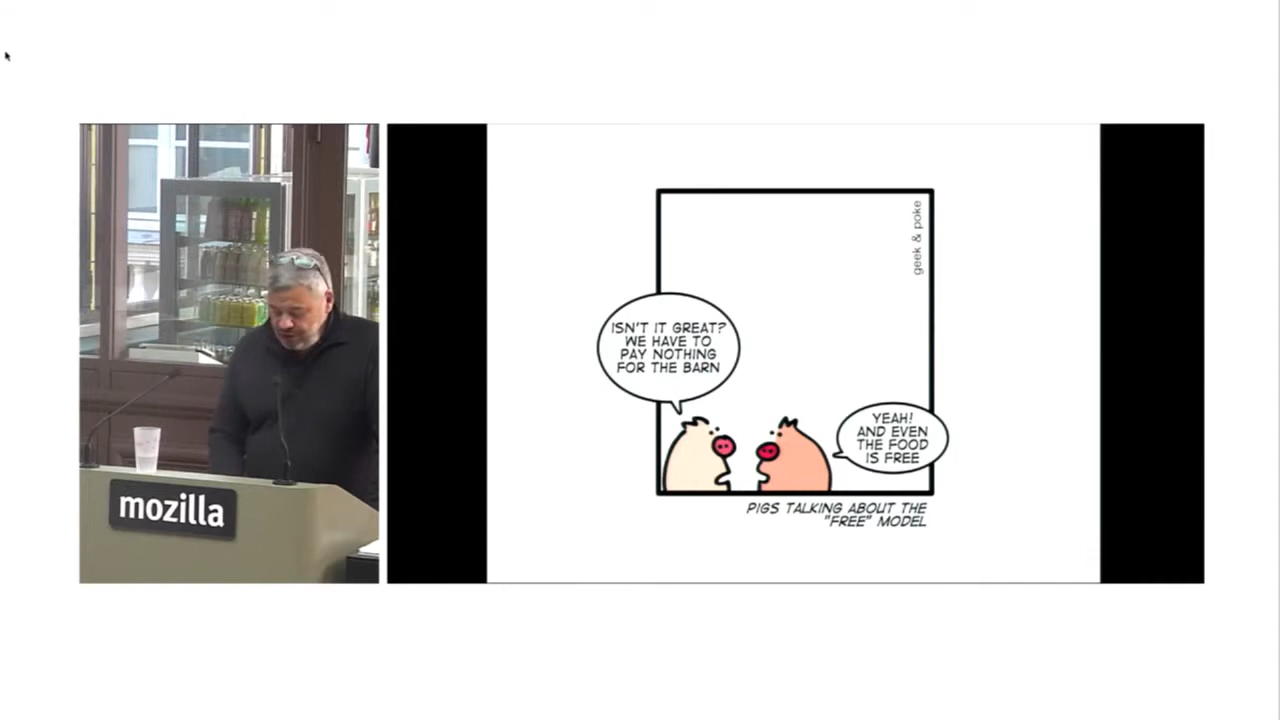 mozilla
geek & poke
ISN'T IT GREAT?
WE HAVE TO
PAY NOTHING
FOR THE BARN
YEAH!
AND EVEN
THE FOOD
IS FREE
PIGS TALKING ABOUT THE
"FREE" MODEL